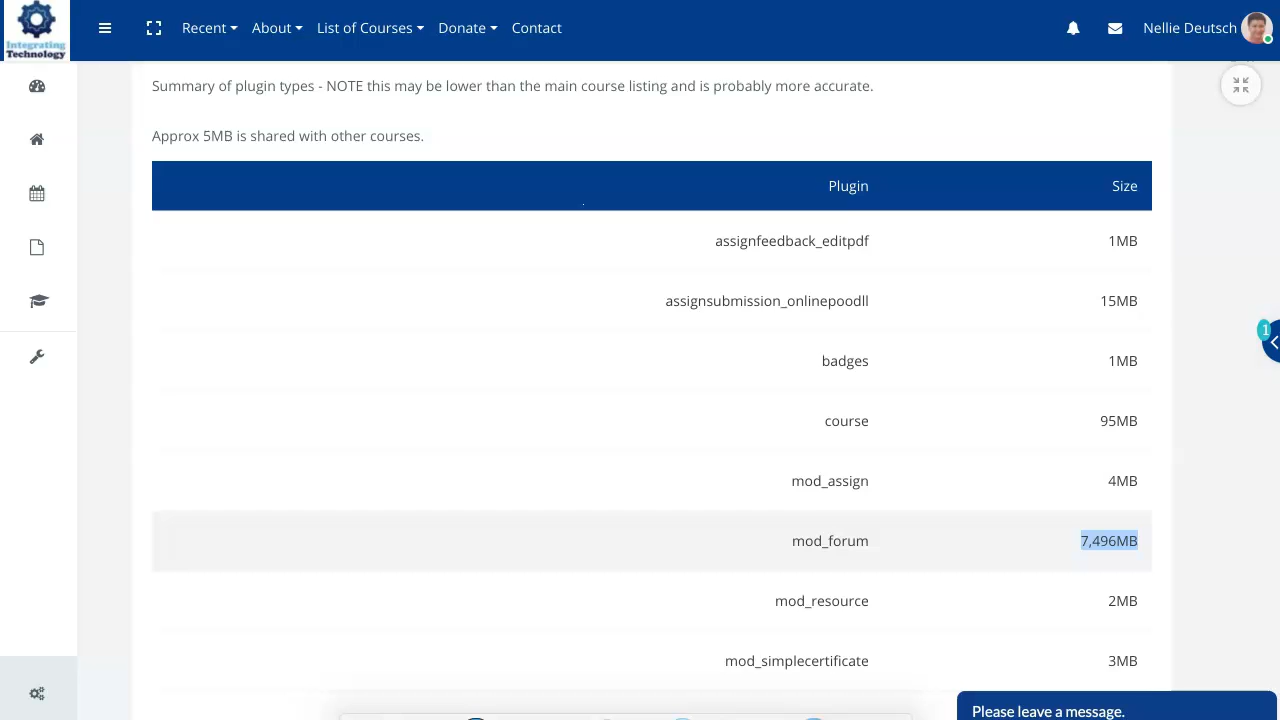 Integrating
Technology
Recent About List of Courses Donate Contact
Nellie Deutsch
Summary of plugin types - NOTE this may be lower than the main course listing and is probably more accurate.
Approx 5MB is shared with other courses.
Plugin Size
assignfeedback_editpdf 1MB
assignsubmission_onlinepoodll 15MB
badges 1MB
course 95MB
mod_assign 4MB
mod_forum 7,496MB
mod_resource 2MB
mod_simplecertificate 3MB
1
Please leave a message.